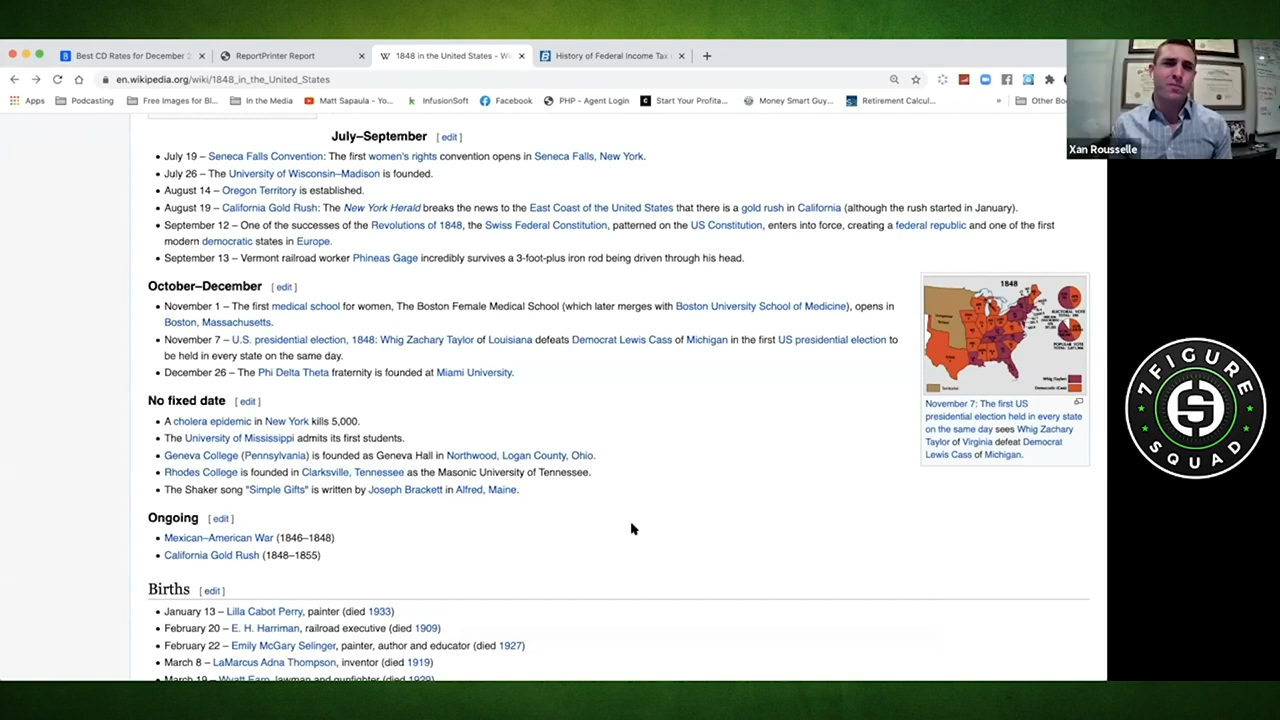 Best CD Rates for December 2
ReportPrinter Report
1848 in the United States - Wi
History of Federal Income Tax
en.wikipedia.org/wiki/1848_in_the_United_States
Apps Podcasting Free Images for Bl... In the Media Matt Sapaula - Yo... InfusionSoft Facebook PHP - Agent Login Start Your Profita... Money Smart Guy... Retirement Calcul... » Other Bo
Xan Rousselle
July–September [ edit ]
• July 19 – Seneca Falls Convention: The first women's rights convention opens in Seneca Falls, New York.
• July 26 – The University of Wisconsin–Madison is founded.
• August 14 – Oregon Territory is established.
• August 19 – California Gold Rush: The New York Herald breaks the news to the East Coast of the United States that there is a gold rush in California (although the rush started in January).
• September 12 – One of the successes of the Revolutions of 1848, the Swiss Federal Constitution, patterned on the US Constitution, enters into force, creating a federal republic and one of the first
modern democratic states in Europe.
• September 13 – Vermont railroad worker Phineas Gage incredibly survives a 3-foot-plus iron rod being driven through his head.
October–December [ edit ]
• November 1 – The first medical school for women, The Boston Female Medical School (which later merges with Boston University School of Medicine), opens in
Boston, Massachusetts.
• November 7 – U.S. presidential election, 1848: Whig Zachary Taylor of Louisiana defeats Democrat Lewis Cass of Michigan in the first US presidential election to
be held in every state on the same day.
• December 26 – The Phi Delta Theta fraternity is founded at Miami University.
1848
November 7: The first US
presidential election held in every state
on the same day sees Whig Zachary
Taylor of Virginia defeat Democrat
Lewis Cass of Michigan.
No fixed date [ edit ]
• A cholera epidemic in New York kills 5,000.
• The University of Mississippi admits its first students.
• Geneva College (Pennsylvania) is founded as Geneva Hall in Northwood, Logan County, Ohio.
• Rhodes College is founded in Clarksville, Tennessee as the Masonic University of Tennessee.
• The Shaker song "Simple Gifts" is written by Joseph Brackett in Alfred, Maine.
Ongoing [ edit ]
• Mexican–American War (1846–1848)
• California Gold Rush (1848–1855)
Births [ edit ]
• January 13 – Lilla Cabot Perry, painter (died 1933)
• February 20 – E. H. Harriman, railroad executive (died 1909)
• February 22 – Emily McGary Selinger, painter, author and educator (died 1927)
• March 8 – LaMarcus Adna Thompson, inventor (died 1919)
• March 19 – Wyatt Earp, lawman and gunfighter (died 1929)
7FIGURE
SQUAD